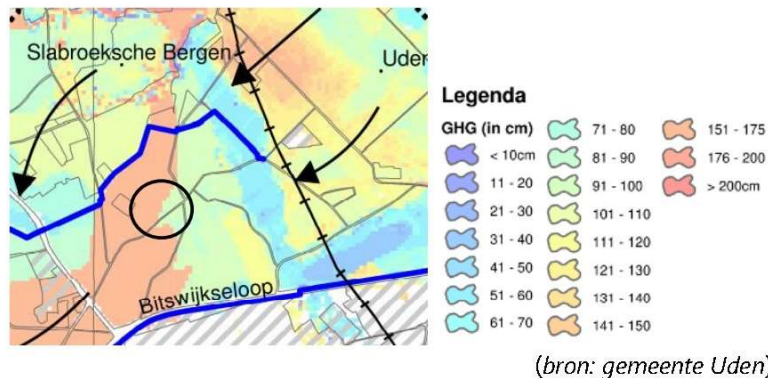 Slabroeksche Bergen
Uden
Bitswijkseloop
Legenda
GHG (in cm)
< 10cm
11 - 20
21 - 30
31 - 40
41 - 50
51 - 60
61 - 70
71 - 80
81 - 90
91 - 100
101 - 110
111 - 120
121 - 130
131 - 140
141 - 150
151 - 175
176 - 200
> 200cm
(bron: gemeente Uden)